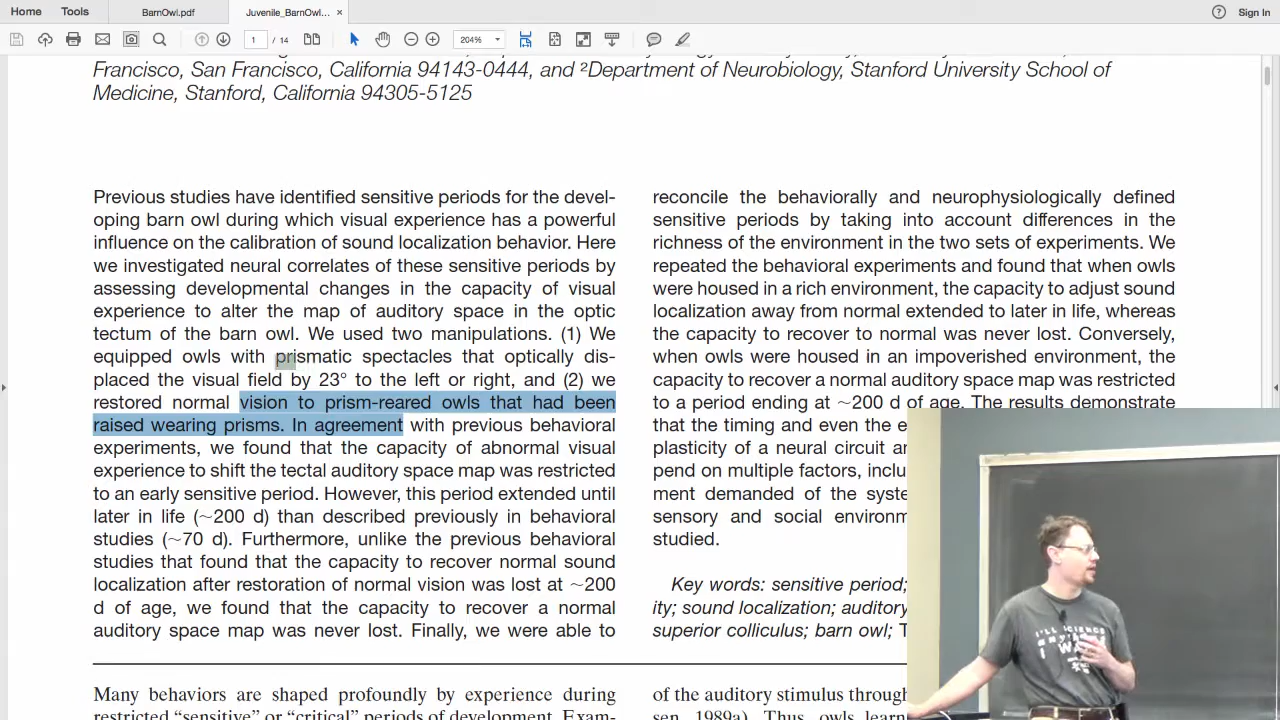 Home Tools BarnOwl.pdf Juvenile_BarnOwl... × Sign In
1 / 14 204%
Francisco, San Francisco, California 94143-0444, and ²Department of Neurobiology, Stanford University School of
Medicine, Stanford, California 94305-5125
Previous studies have identified sensitive periods for the devel-
oping barn owl during which visual experience has a powerful
influence on the calibration of sound localization behavior. Here
we investigated neural correlates of these sensitive periods by
assessing developmental changes in the capacity of visual
experience to alter the map of auditory space in the optic
tectum of the barn owl. We used two manipulations. (1) We
equipped owls with prismatic spectacles that optically dis-
placed the visual field by 23° to the left or right, and (2) we
restored normal vision to prism-reared owls that had been
raised wearing prisms. In agreement with previous behavioral
experiments, we found that the capacity of abnormal visual
experience to shift the tectal auditory space map was restricted
to an early sensitive period. However, this period extended until
later in life (~200 d) than described previously in behavioral
studies (~70 d). Furthermore, unlike the previous behavioral
studies that found that the capacity to recover normal sound
localization after restoration of normal vision was lost at ~200
d of age, we found that the capacity to recover a normal
auditory space map was never lost. Finally, we were able to
reconcile the behaviorally and neurophysiologically defined
sensitive periods by taking into account differences in the
richness of the environment in the two sets of experiments. We
repeated the behavioral experiments and found that when owls
were housed in a rich environment, the capacity to adjust sound
localization away from normal extended to later in life, whereas
the capacity to recover to normal was never lost. Conversely,
when owls were housed in an impoverished environment, the
capacity to recover a normal auditory space map was restricted
to a period ending at ~200 d of age. The results demonstrate
that the timing and even the e
plasticity of a neural circuit ar
pend on multiple factors, inclu
ment demanded of the syste
sensory and social environm
studied.
Key words: sensitive period;
ity; sound localization; auditory
superior colliculus; barn owl; T
Many behaviors are shaped profoundly by experience during
restricted “sensitive” or “critical” periods of development. Exam-
of the auditory stimulus through
sen, 1989a). Thus, owls learn
I'LL SCIENCE
I WA